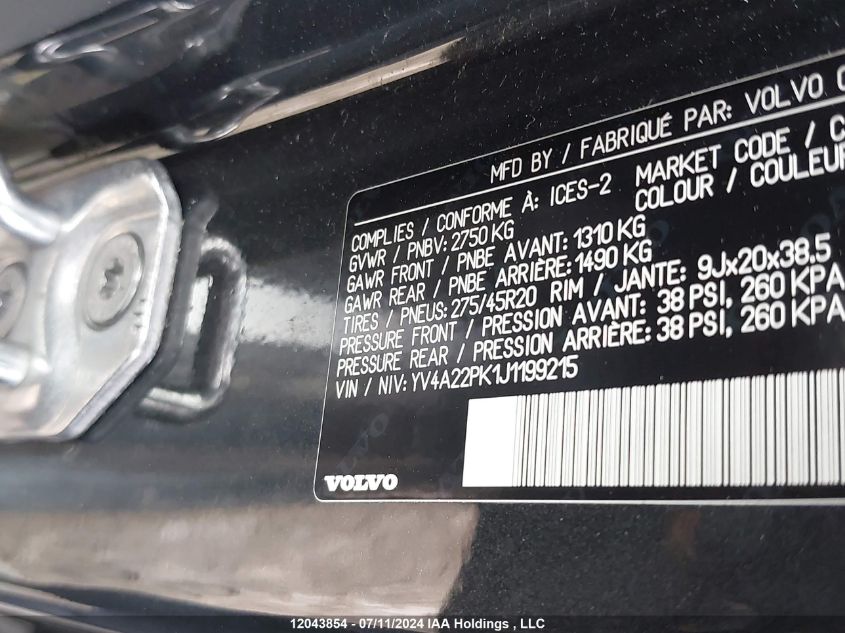 MFD BY / FABRIQUÉ PAR: VOLVO
MARKET CODE /
COLOUR / COULEUR
COMPLIES / CONFORME À: ICES-2
GVWR / PNBV: 2750 KG
GAWR FRONT / PNBE AVANT: 1310 KG
GAWR REAR / PNBE ARRIÈRE: 1490 KG
TIRES / PNEUS: 275/45R20 RIM / JANTE: 9Jx20x38.5
PRESSURE FRONT / PRESSION AVANT: 38 PSI, 260 KPA
PRESSURE REAR / PRESSION ARRIÈRE: 38 PSI, 260 KPA
VIN / NIV: YV4A22PK1J1199215
VOLVO
12043854 - 07/11/2024 IAA Holdings , LLC